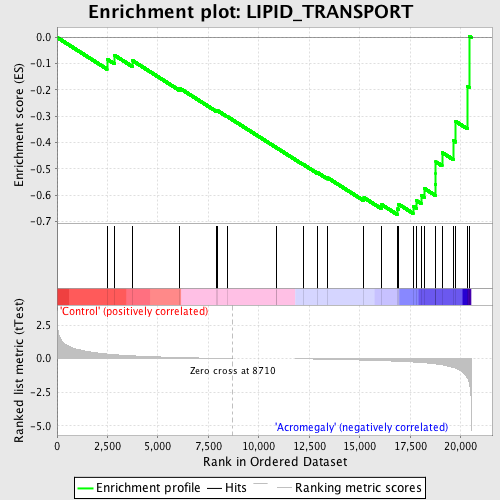 Enrichment plot: LIPID_TRANSPORT
Enrichment score (ES)
0.0
-0.1
-0.2
-0.3
-0.4
-0.5
-0.6
-0.7
'Control' (positively correlated)
Ranked list metric (tTest)
2.5
0.0
-2.5
-5.0
Zero cross at 8710
'Acromegaly' (negatively correlated)
0 2,500 5,000 7,500 10,000 12,500 15,000 17,500 20,000
Rank in Ordered Dataset
Enrichment profile Hits Ranking metric scores